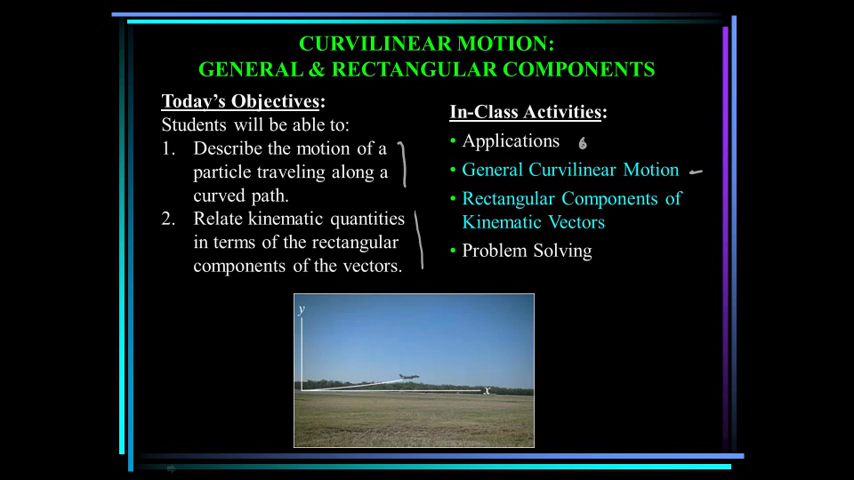 CURVILINEAR MOTION:
GENERAL & RECTANGULAR COMPONENTS
Today's Objectives:
Students will be able to:
1. Describe the motion of a
particle traveling along a
curved path.
2. Relate kinematic quantities
in terms of the rectangular
components of the vectors.
In-Class Activities:
• Applications
• General Curvilinear Motion
• Rectangular Components of
Kinematic Vectors
• Problem Solving
y
x